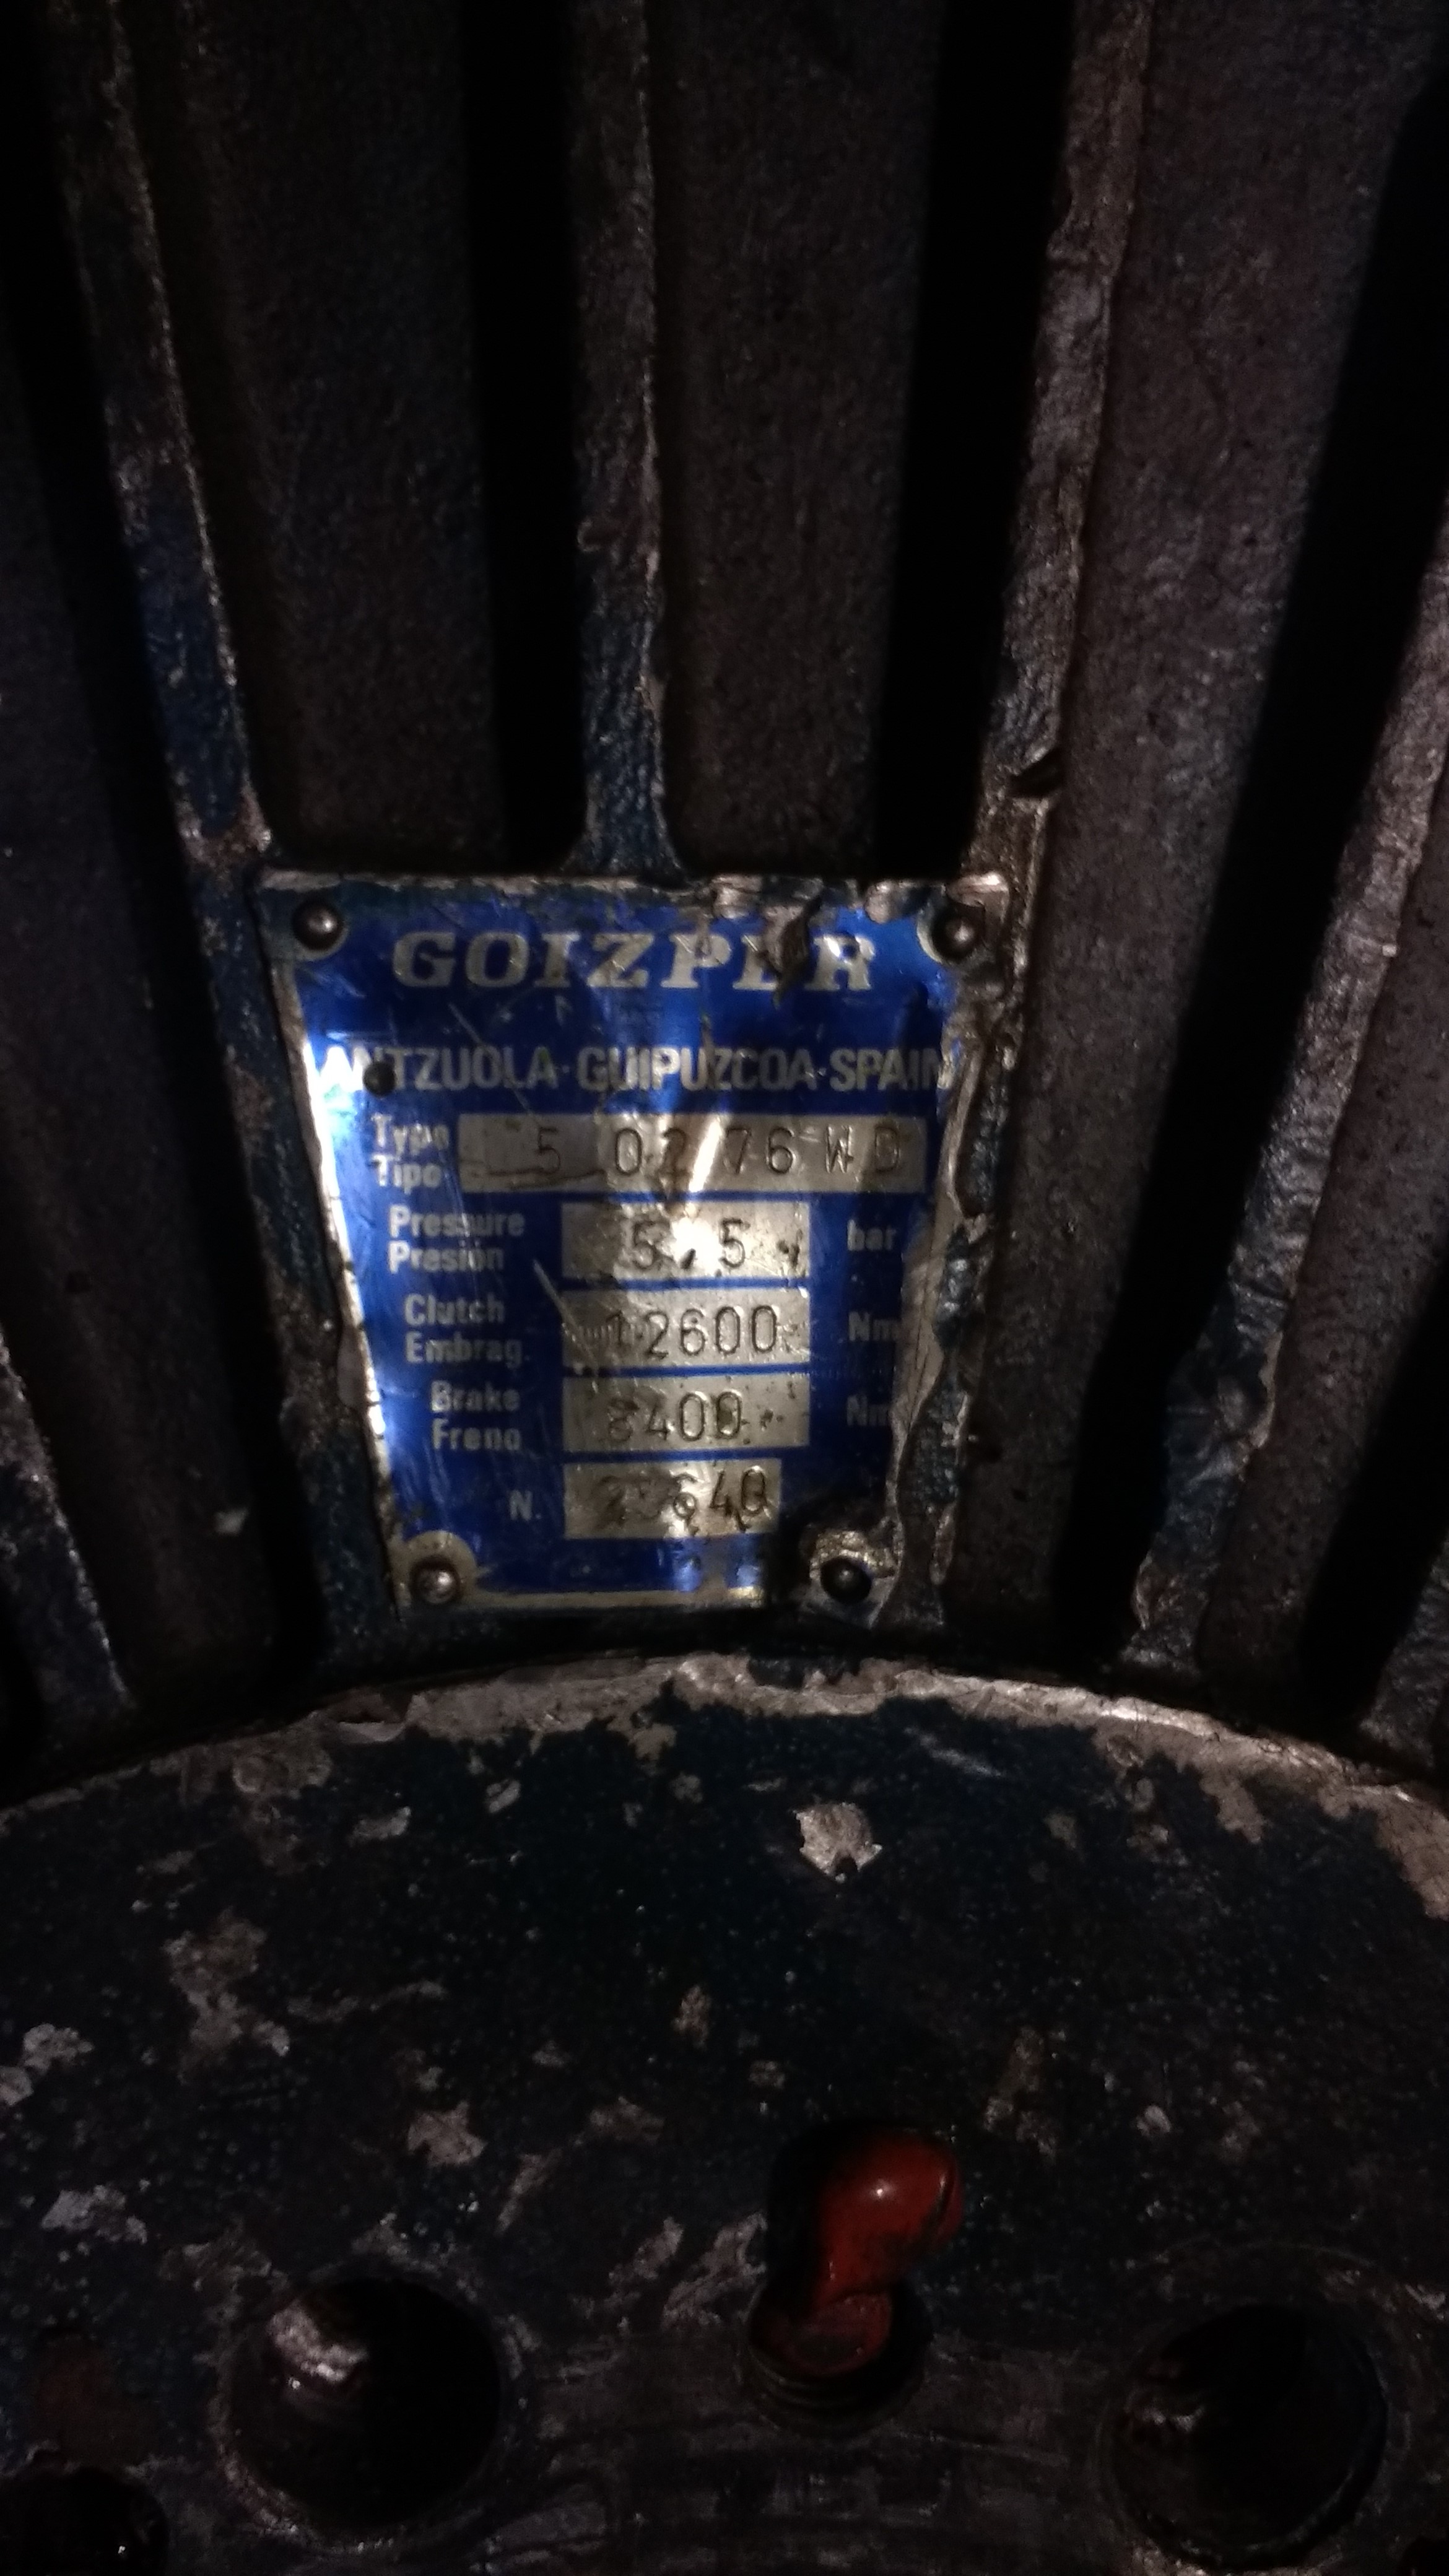 GOIZPER
ANTZUOLA·GUIPUZCOA·SPAIN
Type 5 02 76 WD
Tipo
Pressure 5,5 bar
Presión
Clutch 12600 Nm
Embrag.
Brake 8400 Nm
Freno
N.